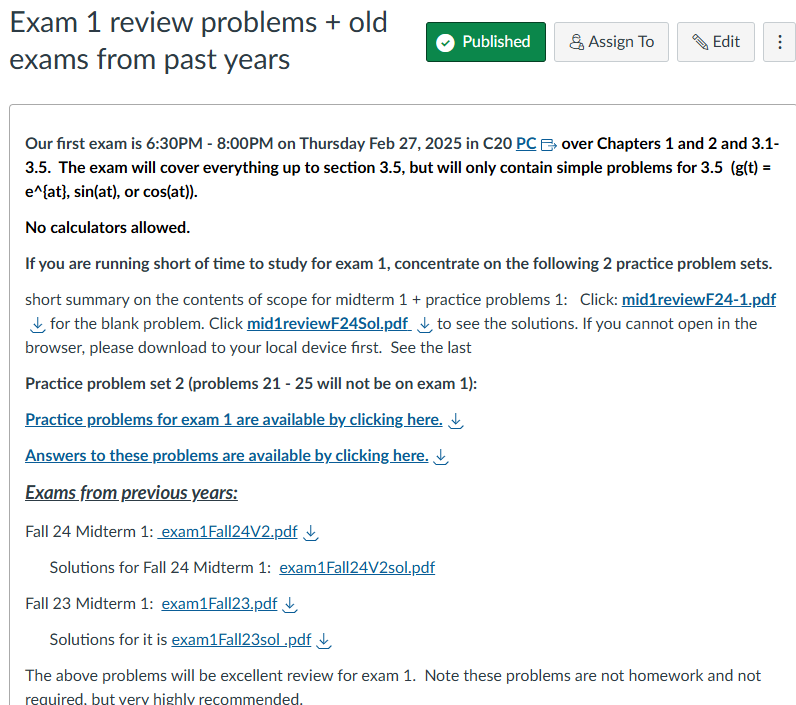 Exam 1 review problems + old
exams from past years
Published
Assign To
Edit
Our first exam is 6:30PM - 8:00PM on Thursday Feb 27, 2025 in C20 PC over Chapters 1 and 2 and 3.1-
3.5. The exam will cover everything up to section 3.5, but will only contain simple problems for 3.5 (g(t) =
e^{at}, sin(at), or cos(at)).
No calculators allowed.
If you are running short of time to study for exam 1, concentrate on the following 2 practice problem sets.
short summary on the contents of scope for midterm 1 + practice problems 1: Click: mid1reviewF24-1.pdf
for the blank problem. Click mid1reviewF24Sol.pdf to see the solutions. If you cannot open in the
browser, please download to your local device first. See the last
Practice problem set 2 (problems 21 - 25 will not be on exam 1):
Practice problems for exam 1 are available by clicking here.
Answers to these problems are available by clicking here.
Exams from previous years:
Fall 24 Midterm 1: exam1Fall24V2.pdf
Solutions for Fall 24 Midterm 1: exam1Fall24V2sol.pdf
Fall 23 Midterm 1: exam1Fall23.pdf
Solutions for it is exam1Fall23sol .pdf
The above problems will be excellent review for exam 1. Note these problems are not homework and not
required, but very highly recommended.